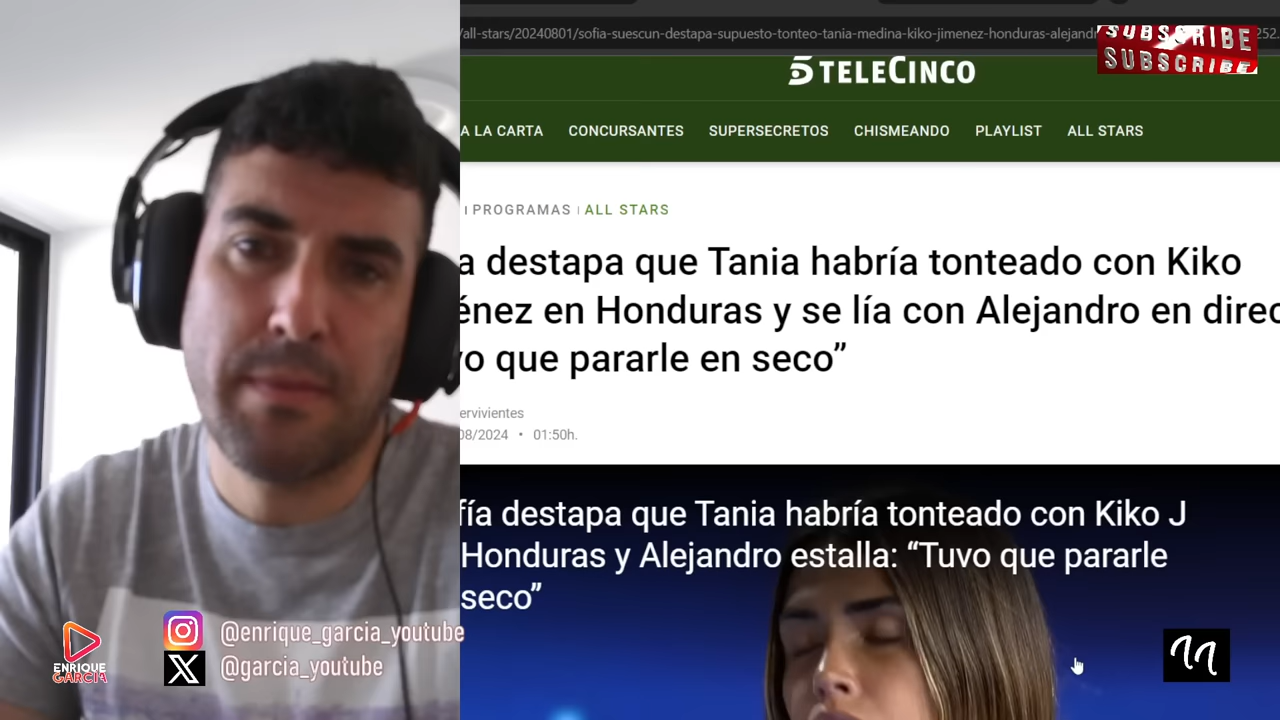 /all-stars/20240801/sofia-suescun-destapa-supuesto-tonteo-tania-medina-kiko-jimenez-honduras-alejandr
252.
SUBSCRIBE
SUBSCRIBE
5 TELECINCO
A LA CARTA CONCURSANTES SUPERSECRETOS CHISMEANDO PLAYLIST ALL STARS
PROGRAMAS ALL STARS
a destapa que Tania habría tonteado con Kiko
énez en Honduras y se lía con Alejandro en direc
vo que pararle en seco”
ervivientes
08/2024 • 01:50h.
fía destapa que Tania habría tonteado con Kiko J
Honduras y Alejandro estalla: “Tuvo que pararle
seco”
@enrique_garcia_youtube
@garcia_youtube
ENRIQUE
GARCIA